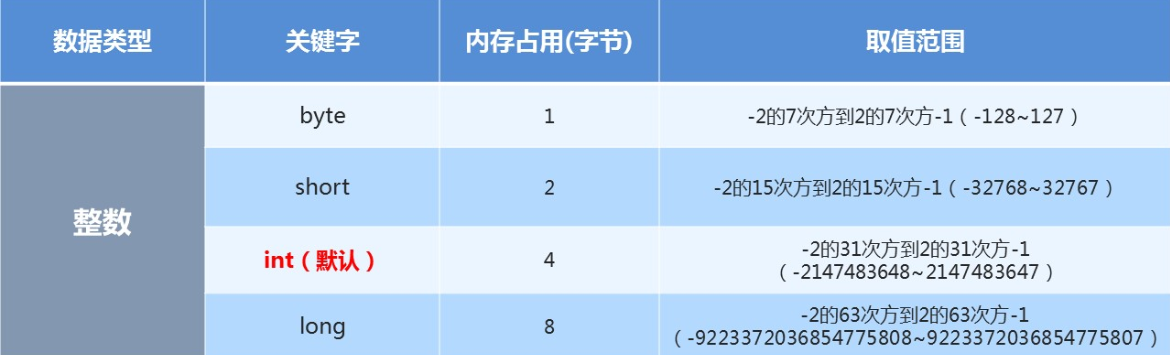 数据类型 关键字 内存占用(字节) 取值范围
整数
byte 1 -2的7次方到2的7次方-1（-128~127）
short 2 -2的15次方到2的15次方-1（-32768~32767）
int（默认） 4 -2的31次方到2的31次方-1
（-2147483648~2147483647）
long 8 -2的63次方到2的63次方-1
（-9223372036854775808~9223372036854775807）